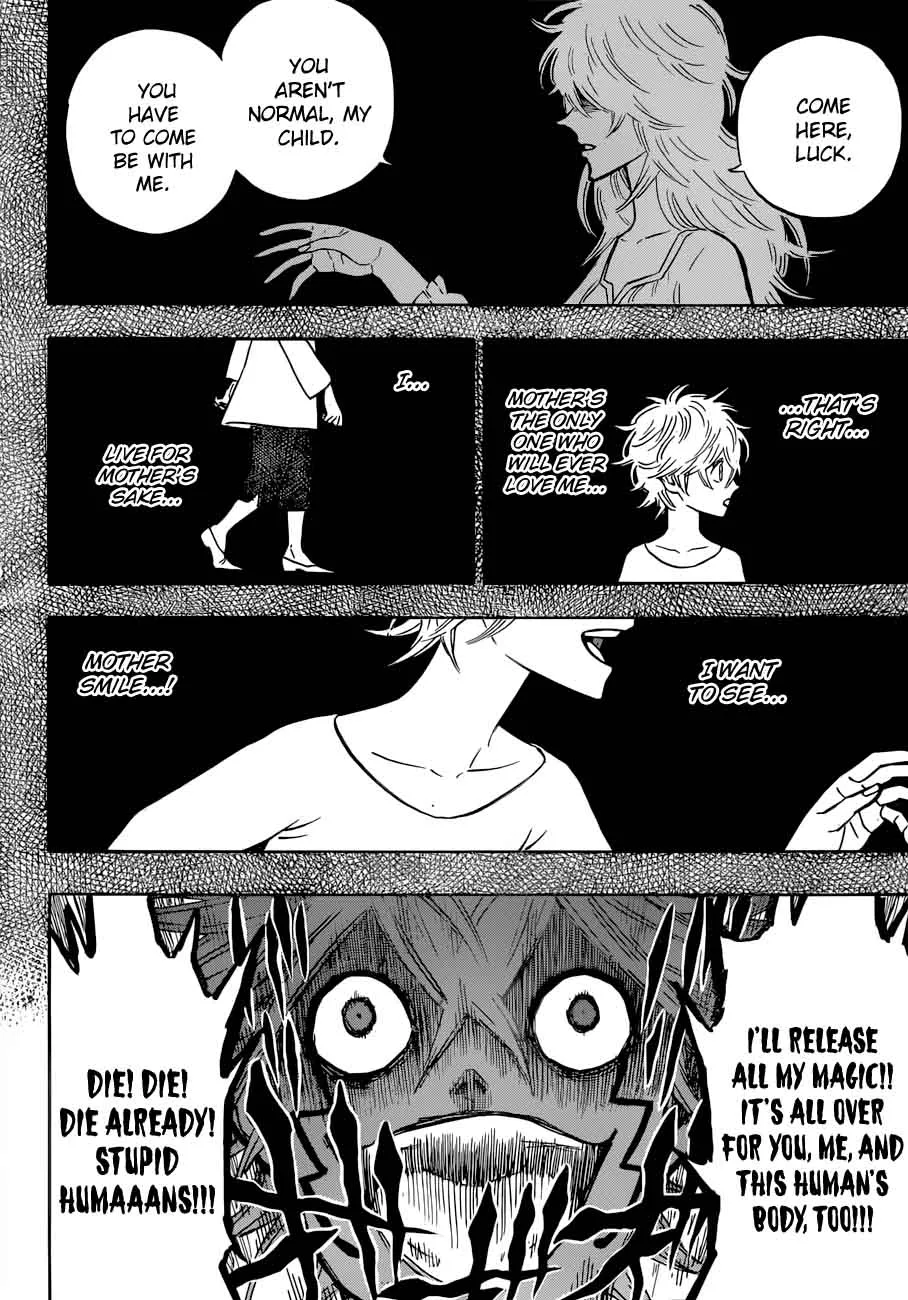 COME
HERE,
LUCK.
YOU
AREN'T
NORMAL, MY
CHILD.
YOU
HAVE
TO COME
BE WITH
ME.
...THAT'S
RIGHT...
MOTHER'S
THE ONLY
ONE WHO
WILL EVER
LOVE ME...
I...
LIVE FOR
MOTHER'S
SAKE...
I WANT
TO SEE...
MOTHER
SMILE...!
I'LL RELEASE
ALL MY MAGIC!!
IT'S ALL OVER
FOR YOU, ME, AND
THIS HUMAN'S
BODY, TOO!!!
DIE! DIE!
DIE ALREADY!
STUPID
HUMAAANS!!!